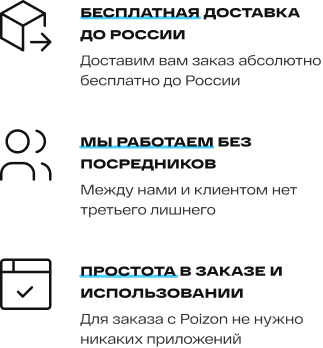 БЕСПЛАТНАЯ ДОСТАВКА
ДО РОССИИ
Доставим вам заказ абсолютно
бесплатно до России
МЫ РАБОТАЕМ БЕЗ
ПОСРЕДНИКОВ
Между нами и клиентом нет
третьего лишнего
ПРОСТОТА В ЗАКАЗЕ И
ИСПОЛЬЗОВАНИИ
Для заказа с Poizon не нужно
никаких приложений